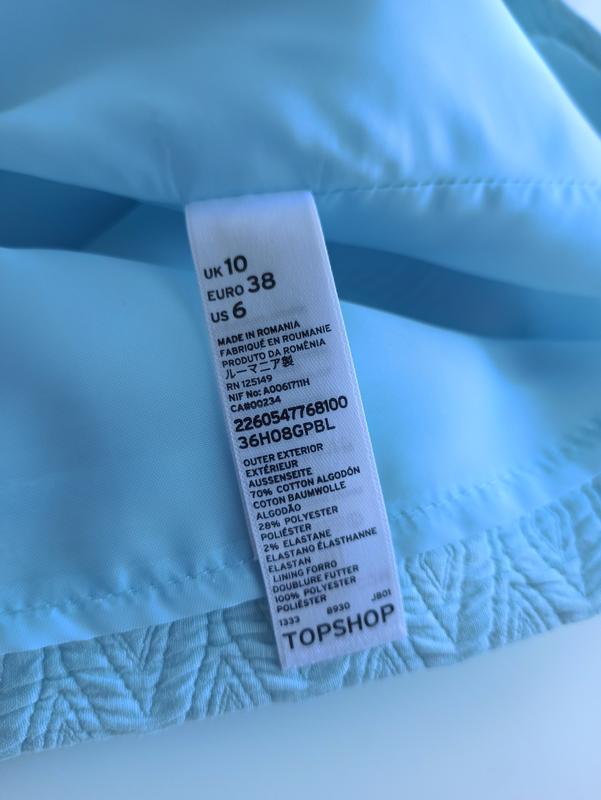 UK 10
EURO 38
US 6
MADE IN ROMANIA
FABRIQUÉ EN ROUMANIE
PRODUTO DA ROMÊNIA
ルーマニア製
RN 125149
NIF No: A0061711H
CA#00234
2260547768100
36H08GPBL
OUTER EXTERIOR
EXTÉRIEUR
AUSSENSEITE
70% COTTON ALGODÓN
COTON BAUMWOLLE
ALGODÃO
28% POLYESTER
POLIÉSTER
2% ELASTANE
ELASTANO ÉLASTHANNE
ELASTAN
LINING FORRO
DOUBLURE FUTTER
100% POLYESTER
POLIÉSTER
1333 8930 JB01
TOPSHOP